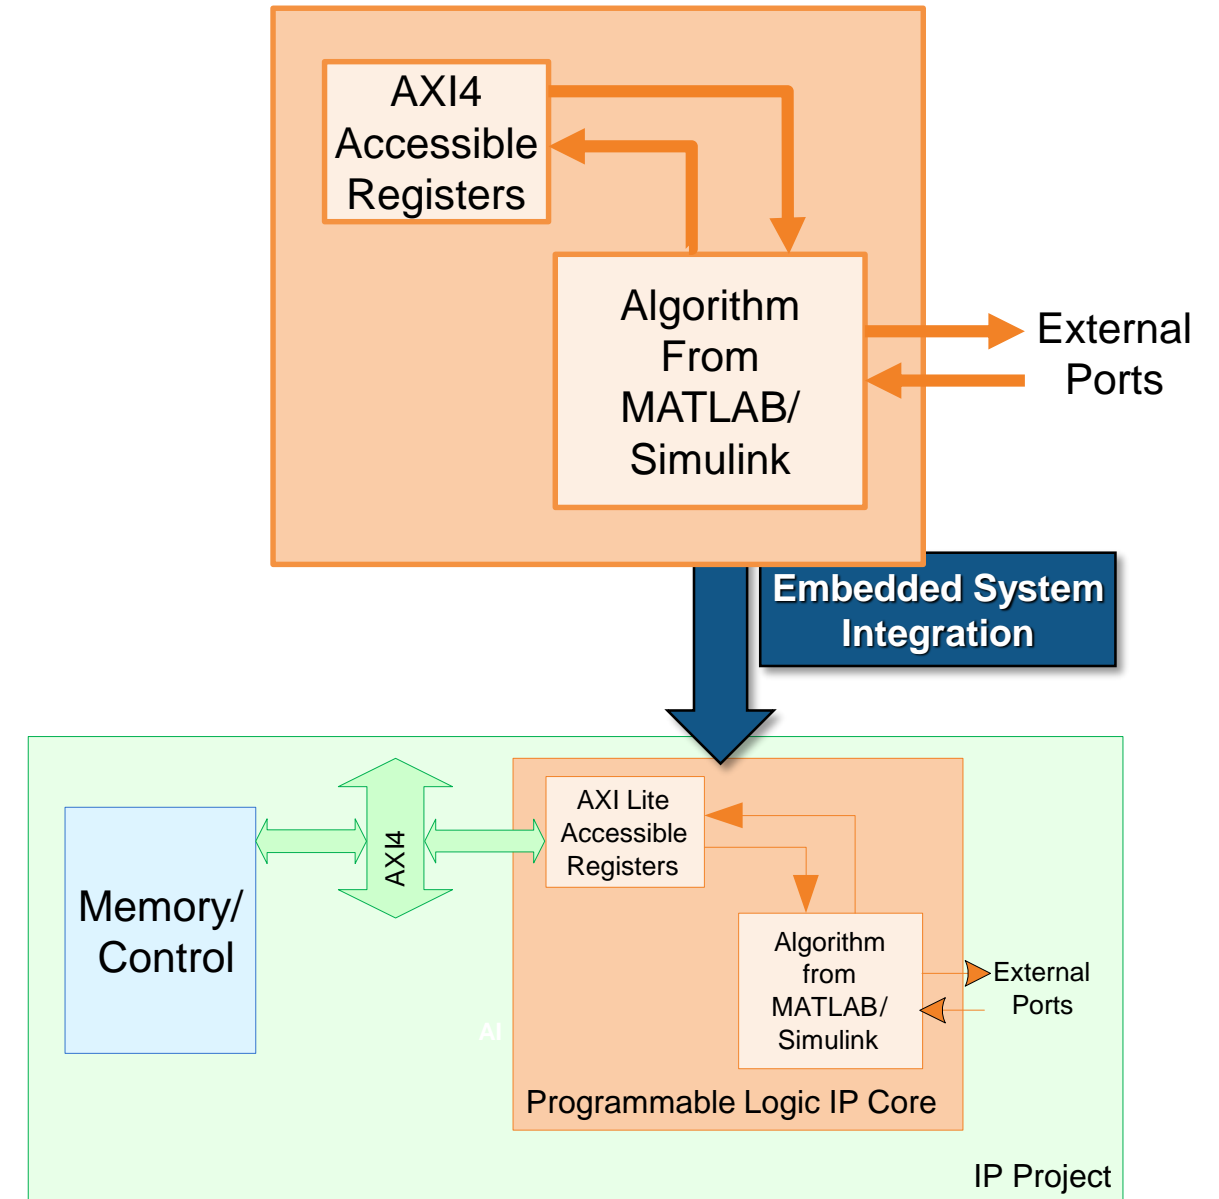 AXI4
Accessible
Registers
Algorithm
From
MATLAB/
Simulink
External
Ports
Embedded System
Integration
Memory/
Control
AXI4
AXI Lite
Accessible
Registers
Algorithm
from
MATLAB/
Simulink
External
Ports
AI
Programmable Logic IP Core
IP Project